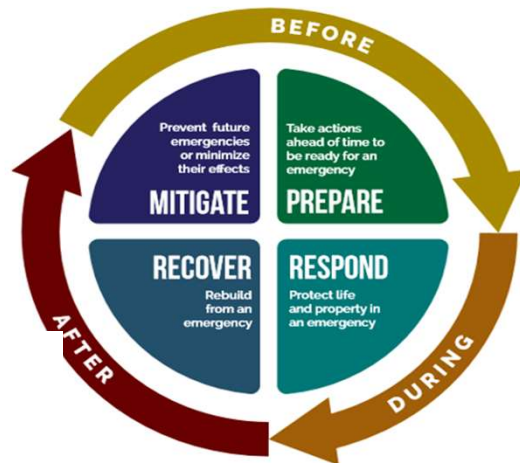 BEFORE
Prevent future
emergencies
or minimize
their effects
MITIGATE
Take actions
ahead of time to
be ready for an
emergency
PREPARE
RECOVER
Rebuild
from an
emergency
RESPOND
Protect life
and property in
an emergency
DURING
AFTER